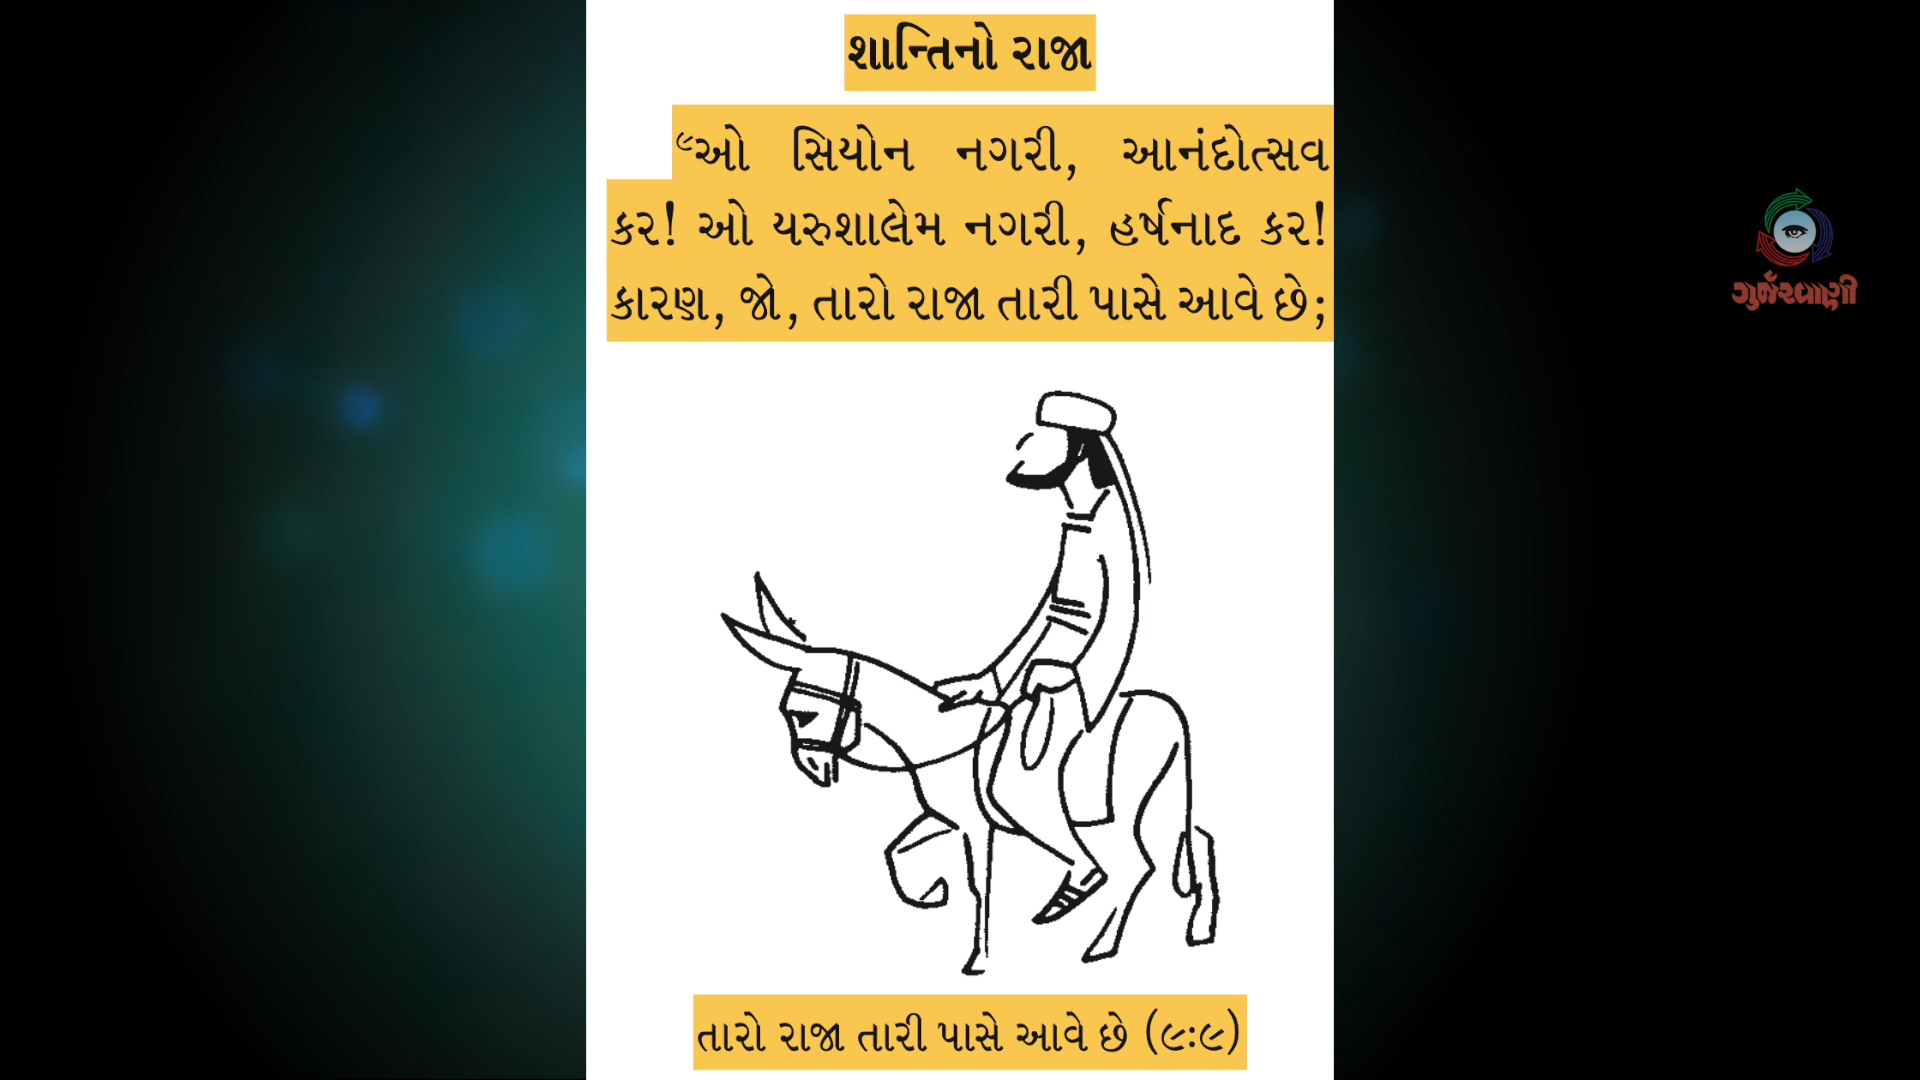 શાન્તિનો રાજા
૯ઓ સિયોન નગરી, આનંદોત્સવ
કર! ઓ યરુશાલેમ નગરી, હર્ષનાદ કર!
કારણ, જો, તારો રાજા તારી પાસે આવે છે;
તારો રાજા તારી પાસે આવે છે (૯:૯)
ગુર્જરવાણી